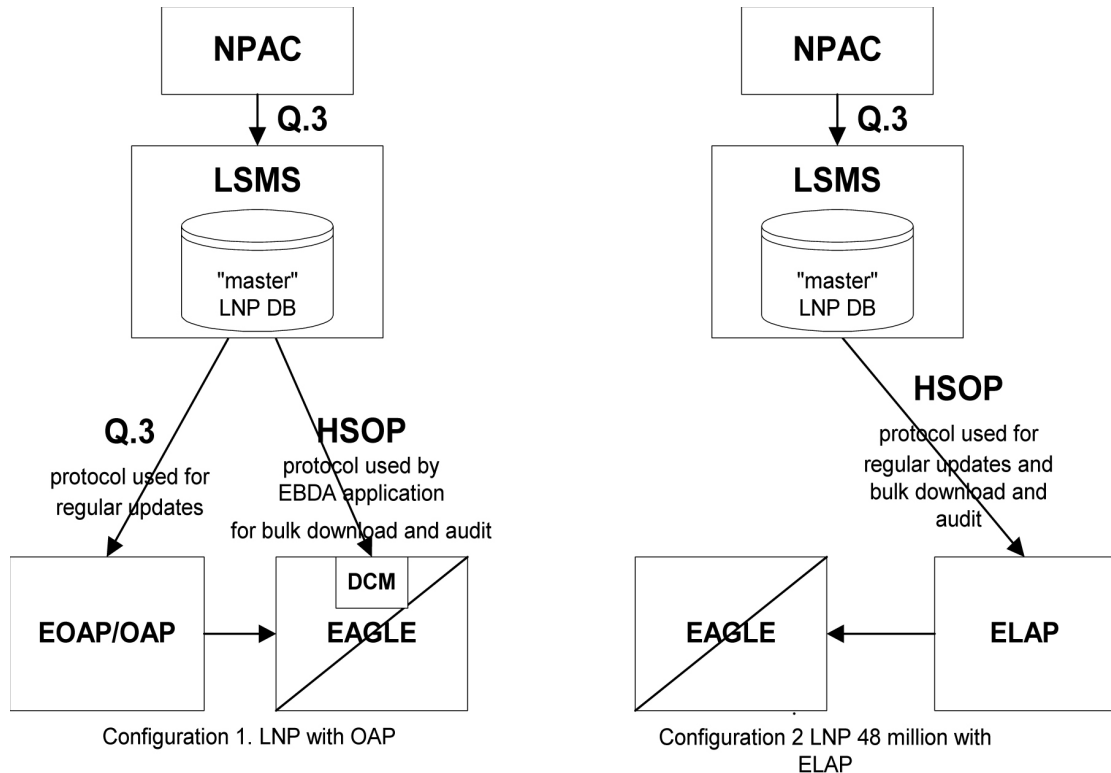 NPAC
Q.3
LSMS
"master"
LNP DB
Q.3
protocol used for
regular updates
HSOP
protocol used by
EBDA application
for bulk download and audit
EOAP/OAP
DCM
EAGLE
Configuration 1. LNP with OAP
NPAC
Q.3
LSMS
"master"
LNP DB
HSOP
protocol used for
regular updates and
bulk download and
audit
EAGLE
ELAP
Configuration 2 LNP 48 million with
ELAP